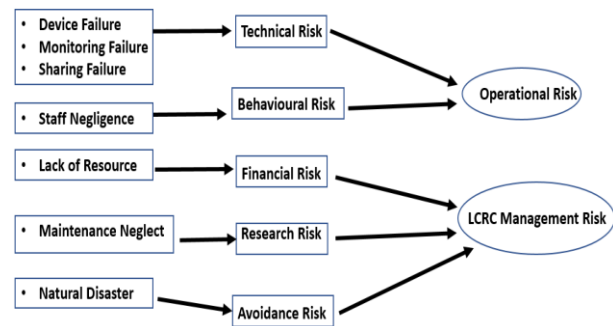 • Device Failure
• Monitoring Failure
• Sharing Failure
Technical Risk
Operational Risk
• Staff Negligence
Behavioural Risk
• Lack of Resource
Financial Risk
LCRC Management Risk
• Maintenance Neglect
Research Risk
• Natural Disaster
Avoidance Risk